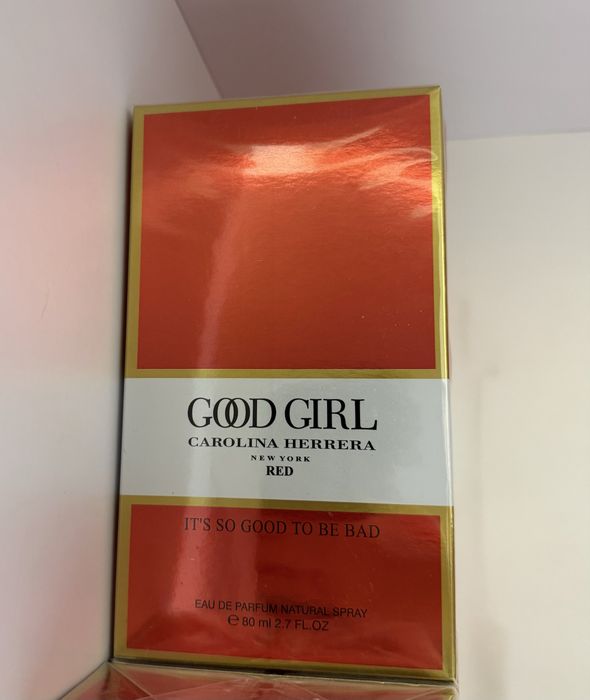 GOOD GIRL
CAROLINA HERRERA
NEW YORK
RED
IT'S SO GOOD TO BE BAD
EAU DE PARFUM NATURAL SPRAY
℮ 80 ml 2.7 FL.OZ